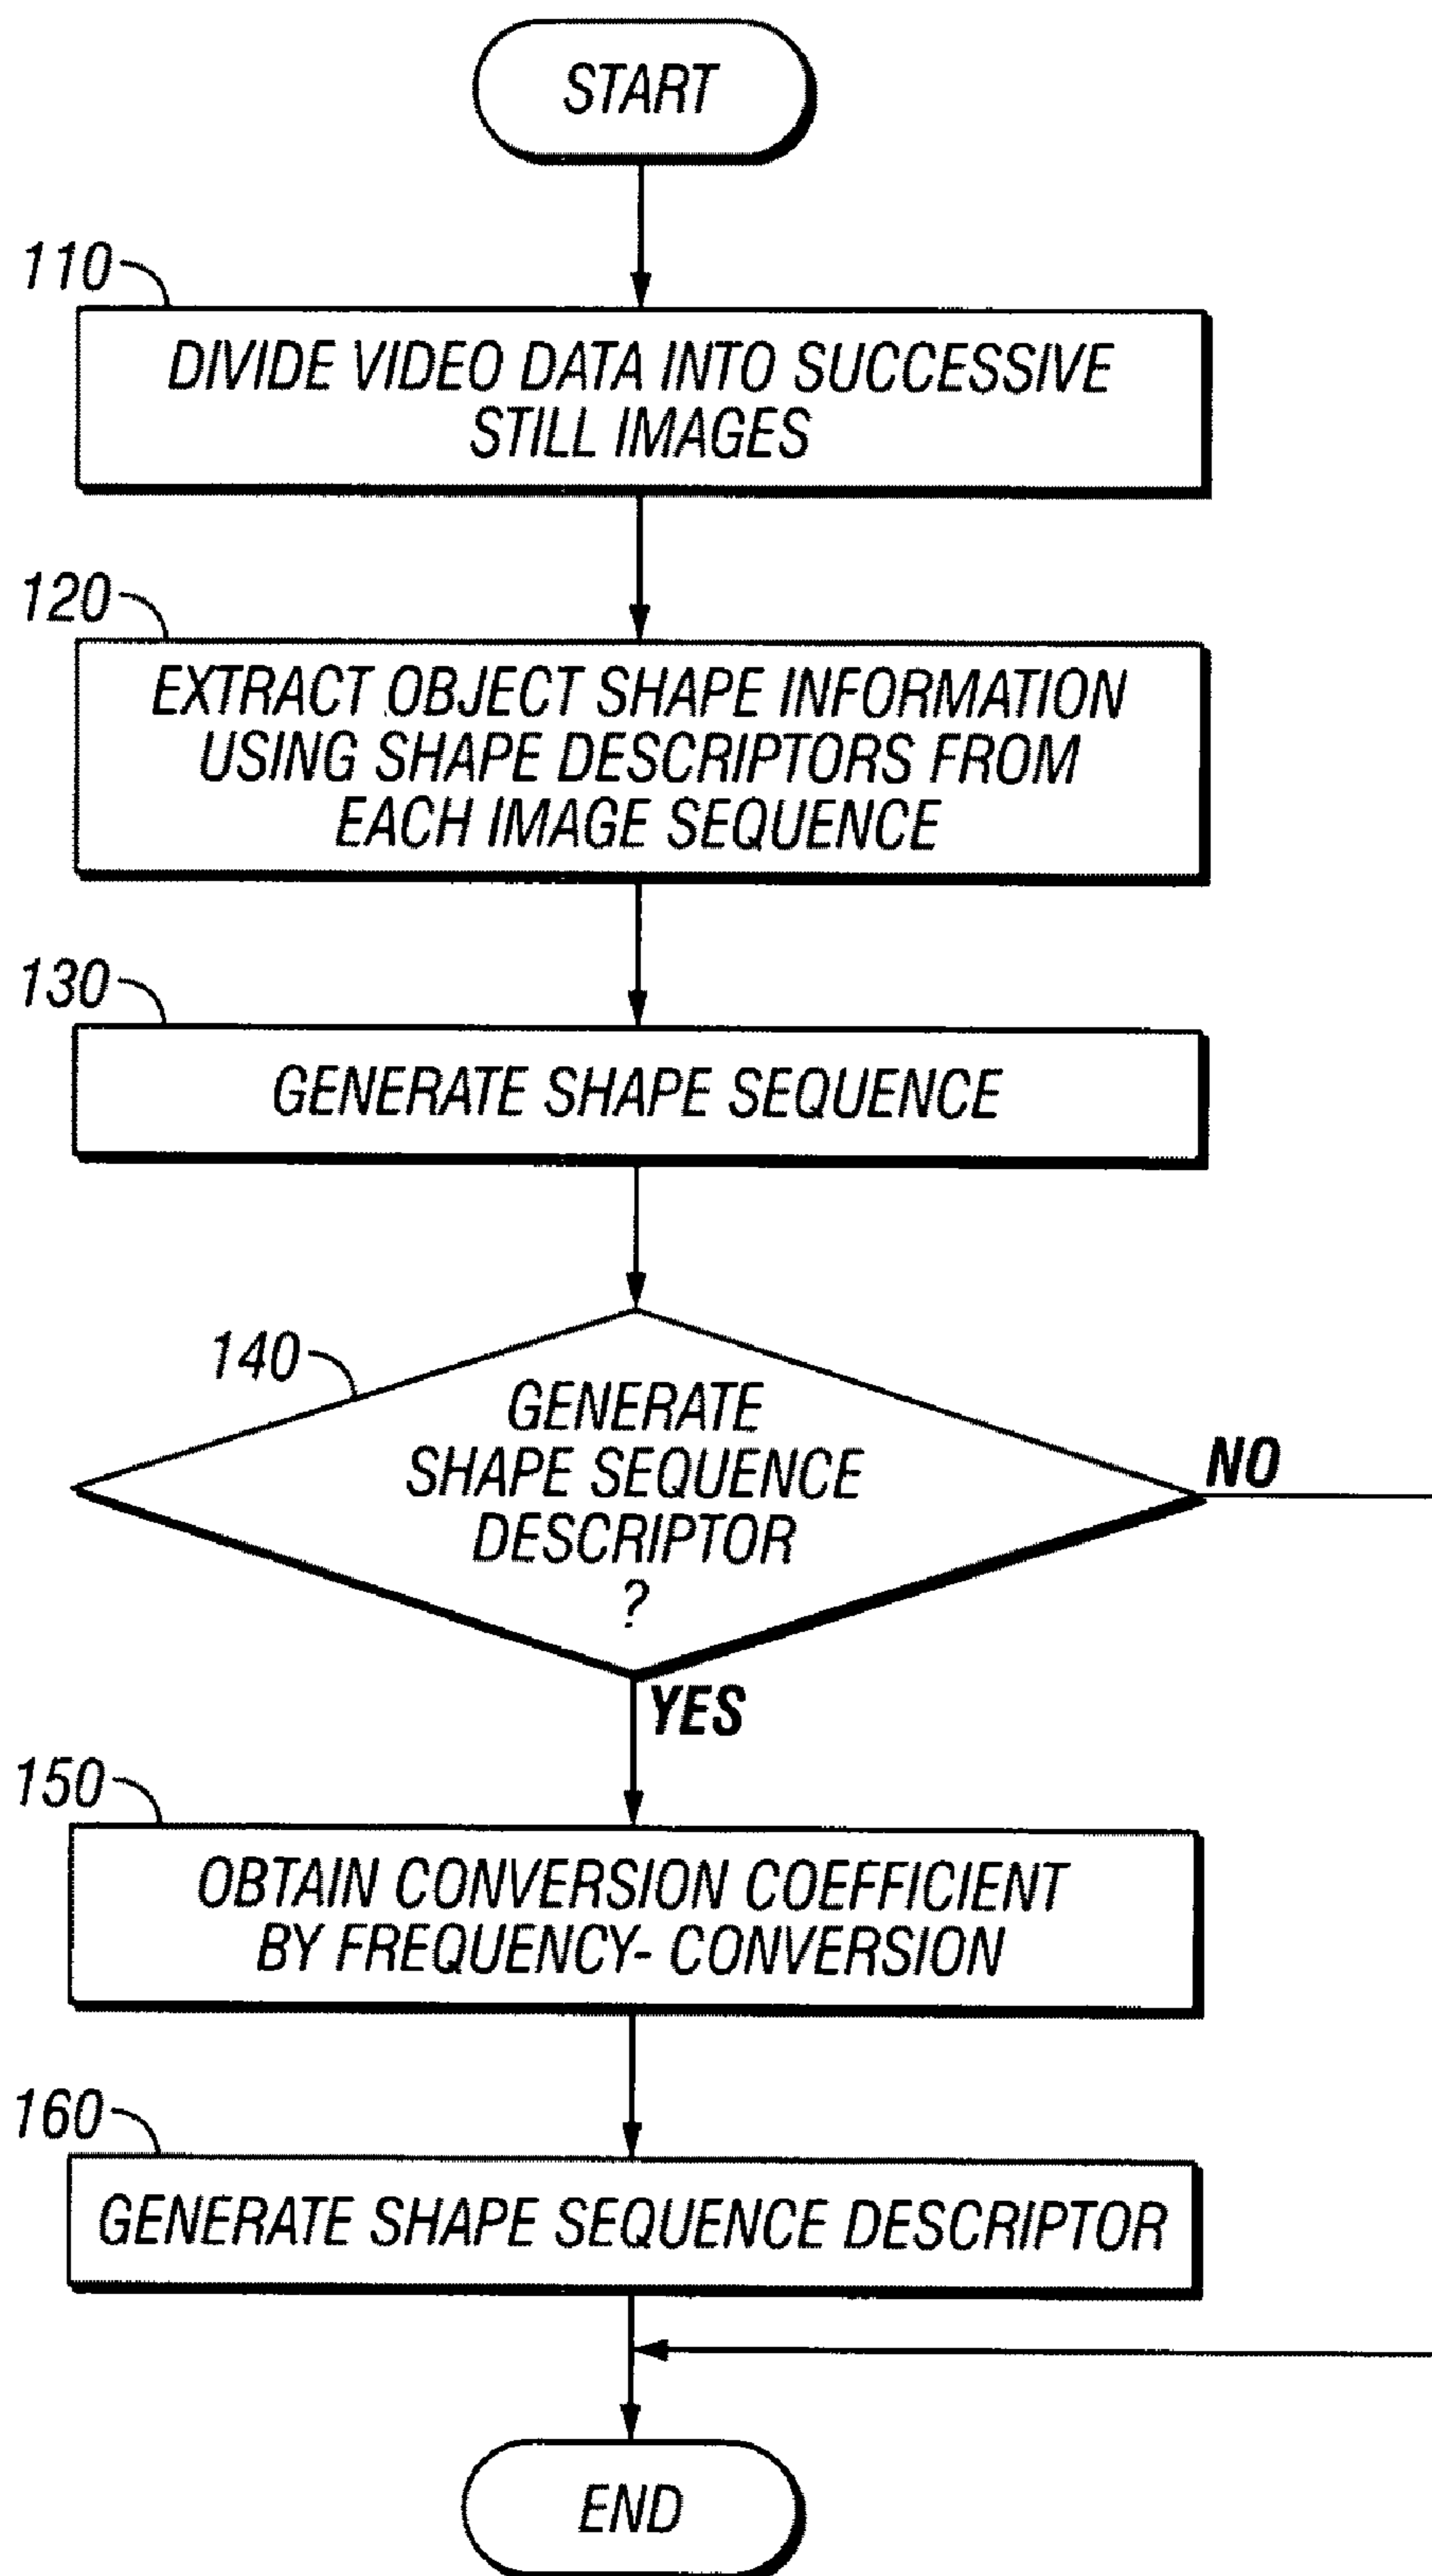 START
110
DIVIDE VIDEO DATA INTO SUCCESSIVE
STILL IMAGES
120
EXTRACT OBJECT SHAPE INFORMATION
USING SHAPE DESCRIPTORS FROM
EACH IMAGE SEQUENCE
130
GENERATE SHAPE SEQUENCE
140
GENERATE
SHAPE SEQUENCE
DESCRIPTOR
?
NO
YES
150
OBTAIN CONVERSION COEFFICIENT
BY FREQUENCY- CONVERSION
160
GENERATE SHAPE SEQUENCE DESCRIPTOR
END